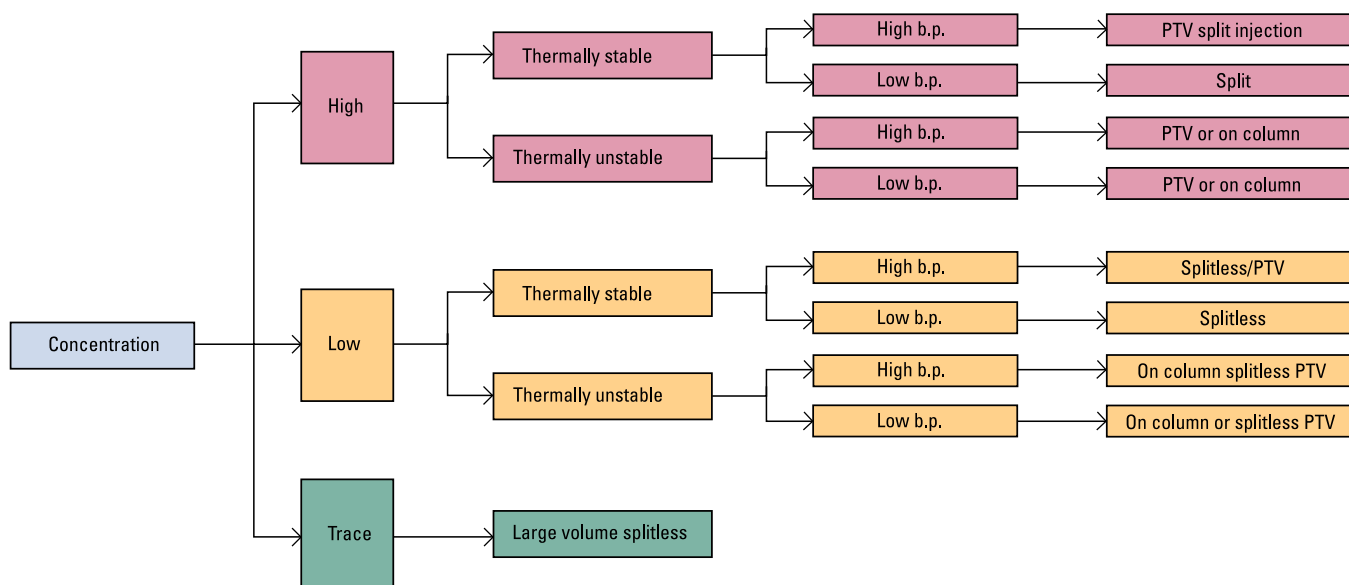 Concentration
High
Thermally stable
High b.p.
PTV split injection
Low b.p.
Split
Thermally unstable
High b.p.
PTV or on column
Low b.p.
PTV or on column
Low
Thermally stable
High b.p.
Splitless/PTV
Low b.p.
Splitless
Thermally unstable
High b.p.
On column splitless PTV
Low b.p.
On column or splitless PTV
Trace
Large volume splitless